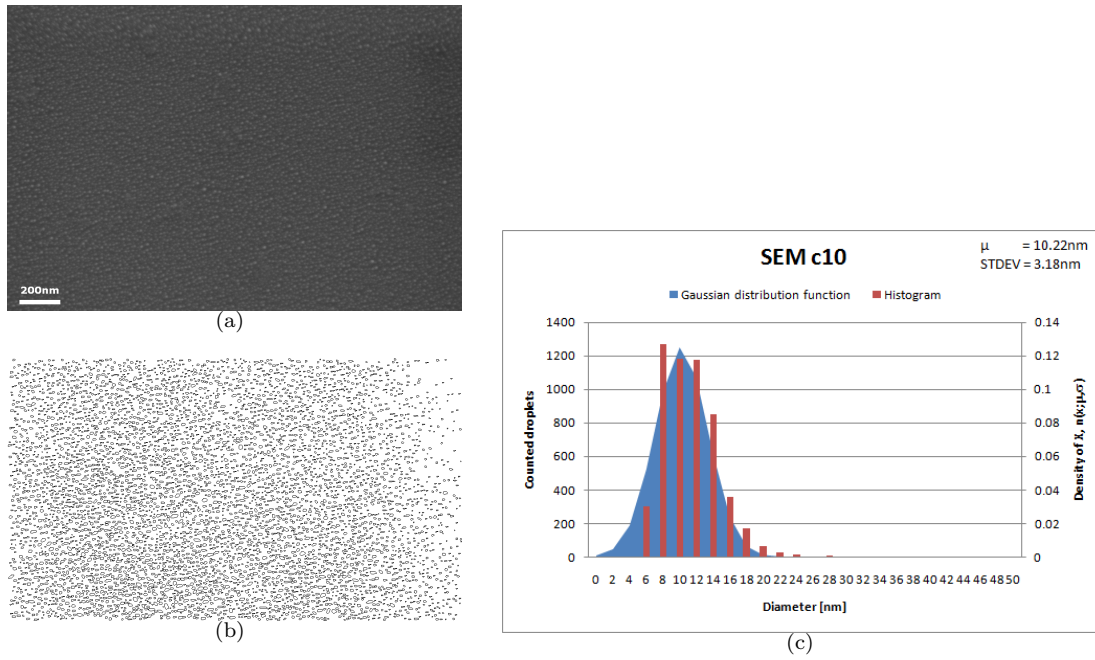 200nm
(a)
(b)
SEM c10
μ = 10.22nm
STDEV = 3.18nm
Gaussian distribution function
Histogram
1400
1200
1000
800
600
400
200
0
Counted droplets
0.14
0.12
0.1
0.08
0.06
0.04
0.02
0
Density of X, n(x;μ,σ)
0 2 4 6 8 10 12 14 16 18 20 22 24 26 28 30 32 34 36 38 40 42 44 46 48 50
Diameter [nm]
(c)